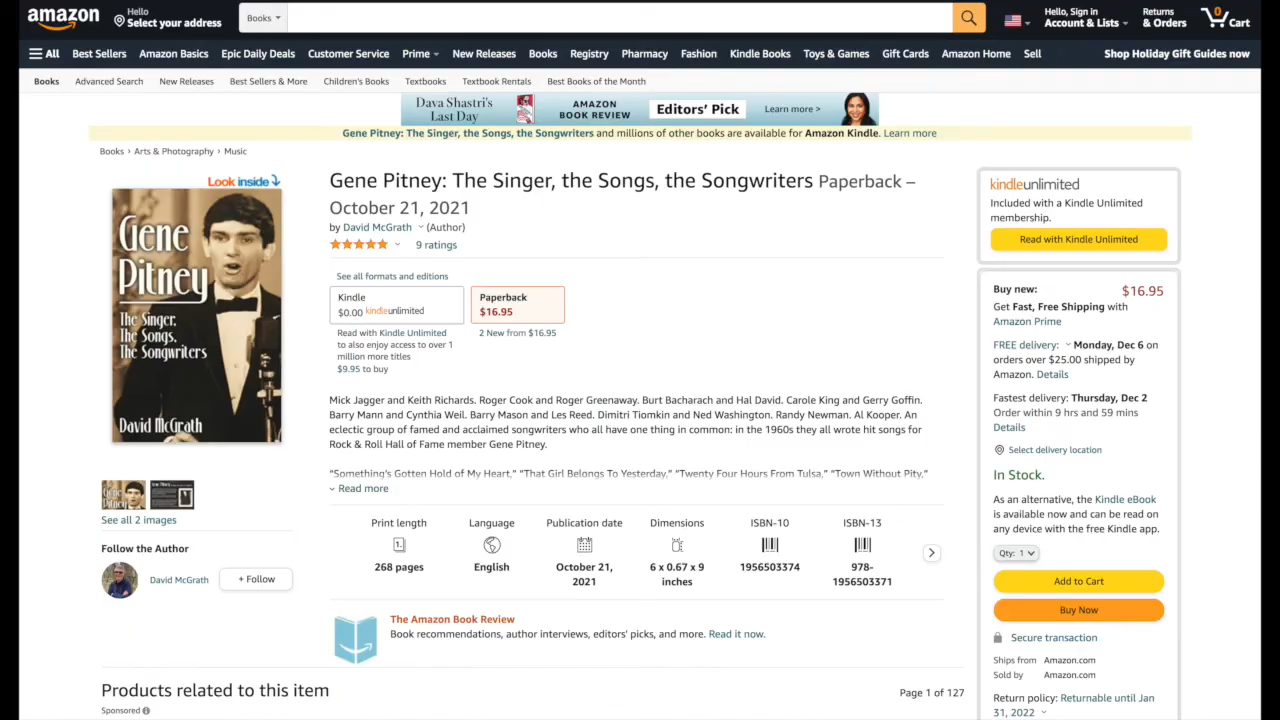 amazon
Hello
Select your address
Books
Hello, Sign in
Account & Lists
Returns
& Orders
0
Cart
All
Best Sellers
Amazon Basics
Epic Daily Deals
Customer Service
Prime
New Releases
Books
Registry
Pharmacy
Fashion
Kindle Books
Toys & Games
Gift Cards
Amazon Home
Sell
Shop Holiday Gift Guides now
Books
Advanced Search
New Releases
Best Sellers & More
Children's Books
Textbooks
Textbook Rentals
Best Books of the Month
Dava Shastri's
Last Day
AMAZON
BOOK REVIEW
Editors' Pick
Learn more >
Gene Pitney: The Singer, the Songs, the Songwriters and millions of other books are available for Amazon Kindle. Learn more
Books › Arts & Photography › Music
Look inside
Gene
Pitney
The Singer,
The Songs,
The Songwriters
David McGrath
See all 2 images
Follow the Author
David McGrath
+ Follow
Gene Pitney: The Singer, the Songs, the Songwriters Paperback –
October 21, 2021
by David McGrath (Author)
9 ratings
See all formats and editions
Kindle
$0.00 kindleunlimited
Read with Kindle Unlimited
to also enjoy access to over 1
million more titles
$9.95 to buy
Paperback
$16.95
2 New from $16.95
Mick Jagger and Keith Richards. Roger Cook and Roger Greenaway. Burt Bacharach and Hal David. Carole King and Gerry Goffin.
Barry Mann and Cynthia Weil. Barry Mason and Les Reed. Dimitri Tiomkin and Ned Washington. Randy Newman. Al Kooper. An
eclectic group of famed and acclaimed songwriters who all have one thing in common: in the 1960s they all wrote hit songs for
Rock & Roll Hall of Fame member Gene Pitney.
“Something's Gotten Hold of My Heart,” “That Girl Belongs To Yesterday,” “Twenty Four Hours From Tulsa,” “Town Without Pity,”
Read more
Print length
268 pages
Language
English
Publication date
October 21,
2021
Dimensions
6 x 0.67 x 9
inches
ISBN-10
1956503374
ISBN-13
978-
1956503371
The Amazon Book Review
Book recommendations, author interviews, editors' picks, and more. Read it now.
kindleunlimited
Included with a Kindle Unlimited
membership.
Read with Kindle Unlimited
Buy new:
$16.95
Get Fast, Free Shipping with
Amazon Prime
FREE delivery: Monday, Dec 6 on
orders over $25.00 shipped by
Amazon. Details
Fastest delivery: Thursday, Dec 2
Order within 9 hrs and 59 mins
Details
Select delivery location
In Stock.
As an alternative, the Kindle eBook
is available now and can be read on
any device with the free Kindle app.
Qty: 1
Add to Cart
Buy Now
Secure transaction
Ships from Amazon.com
Sold by Amazon.com
Return policy: Returnable until Jan
31, 2022
Products related to this item
Page 1 of 127
Sponsored